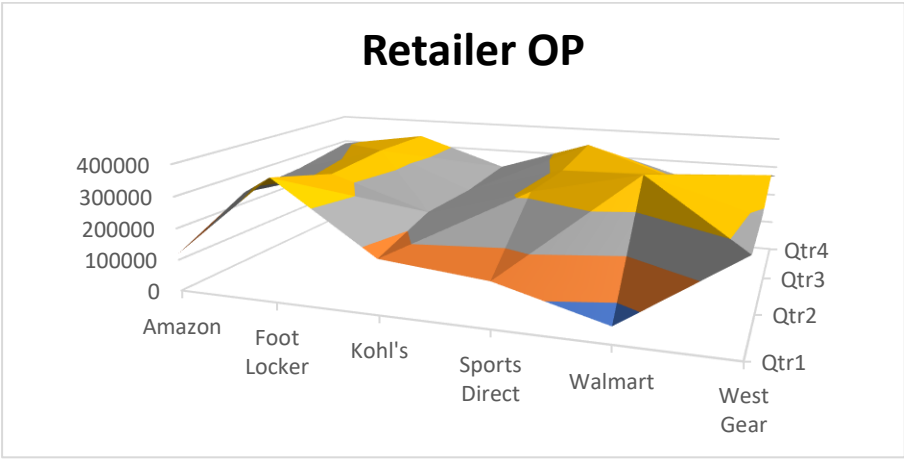 Retailer OP
400000
300000
200000
100000
0
Amazon
Foot
Locker
Kohl's
Sports
Direct
Walmart
West
Gear
Qtr4
Qtr3
Qtr2
Qtr1